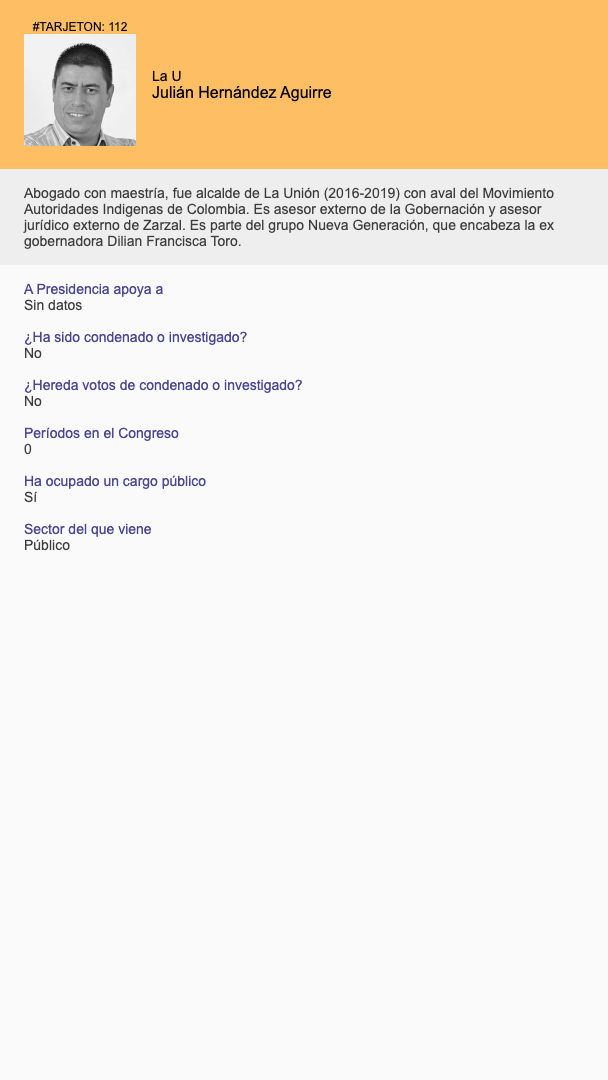 #TARJETON: 112
La U
Julián Hernández Aguirre
Abogado con maestría, fue alcalde de La Unión (2016-2019) con aval del Movimiento
Autoridades Indigenas de Colombia. Es asesor externo de la Gobernación y asesor
jurídico externo de Zarzal. Es parte del grupo Nueva Generación, que encabeza la ex
gobernadora Dilian Francisca Toro.
A Presidencia apoya a
Sin datos
¿Ha sido condenado o investigado?
No
¿Hereda votos de condenado o investigado?
No
Períodos en el Congreso
0
Ha ocupado un cargo público
Sí
Sector del que viene
Público